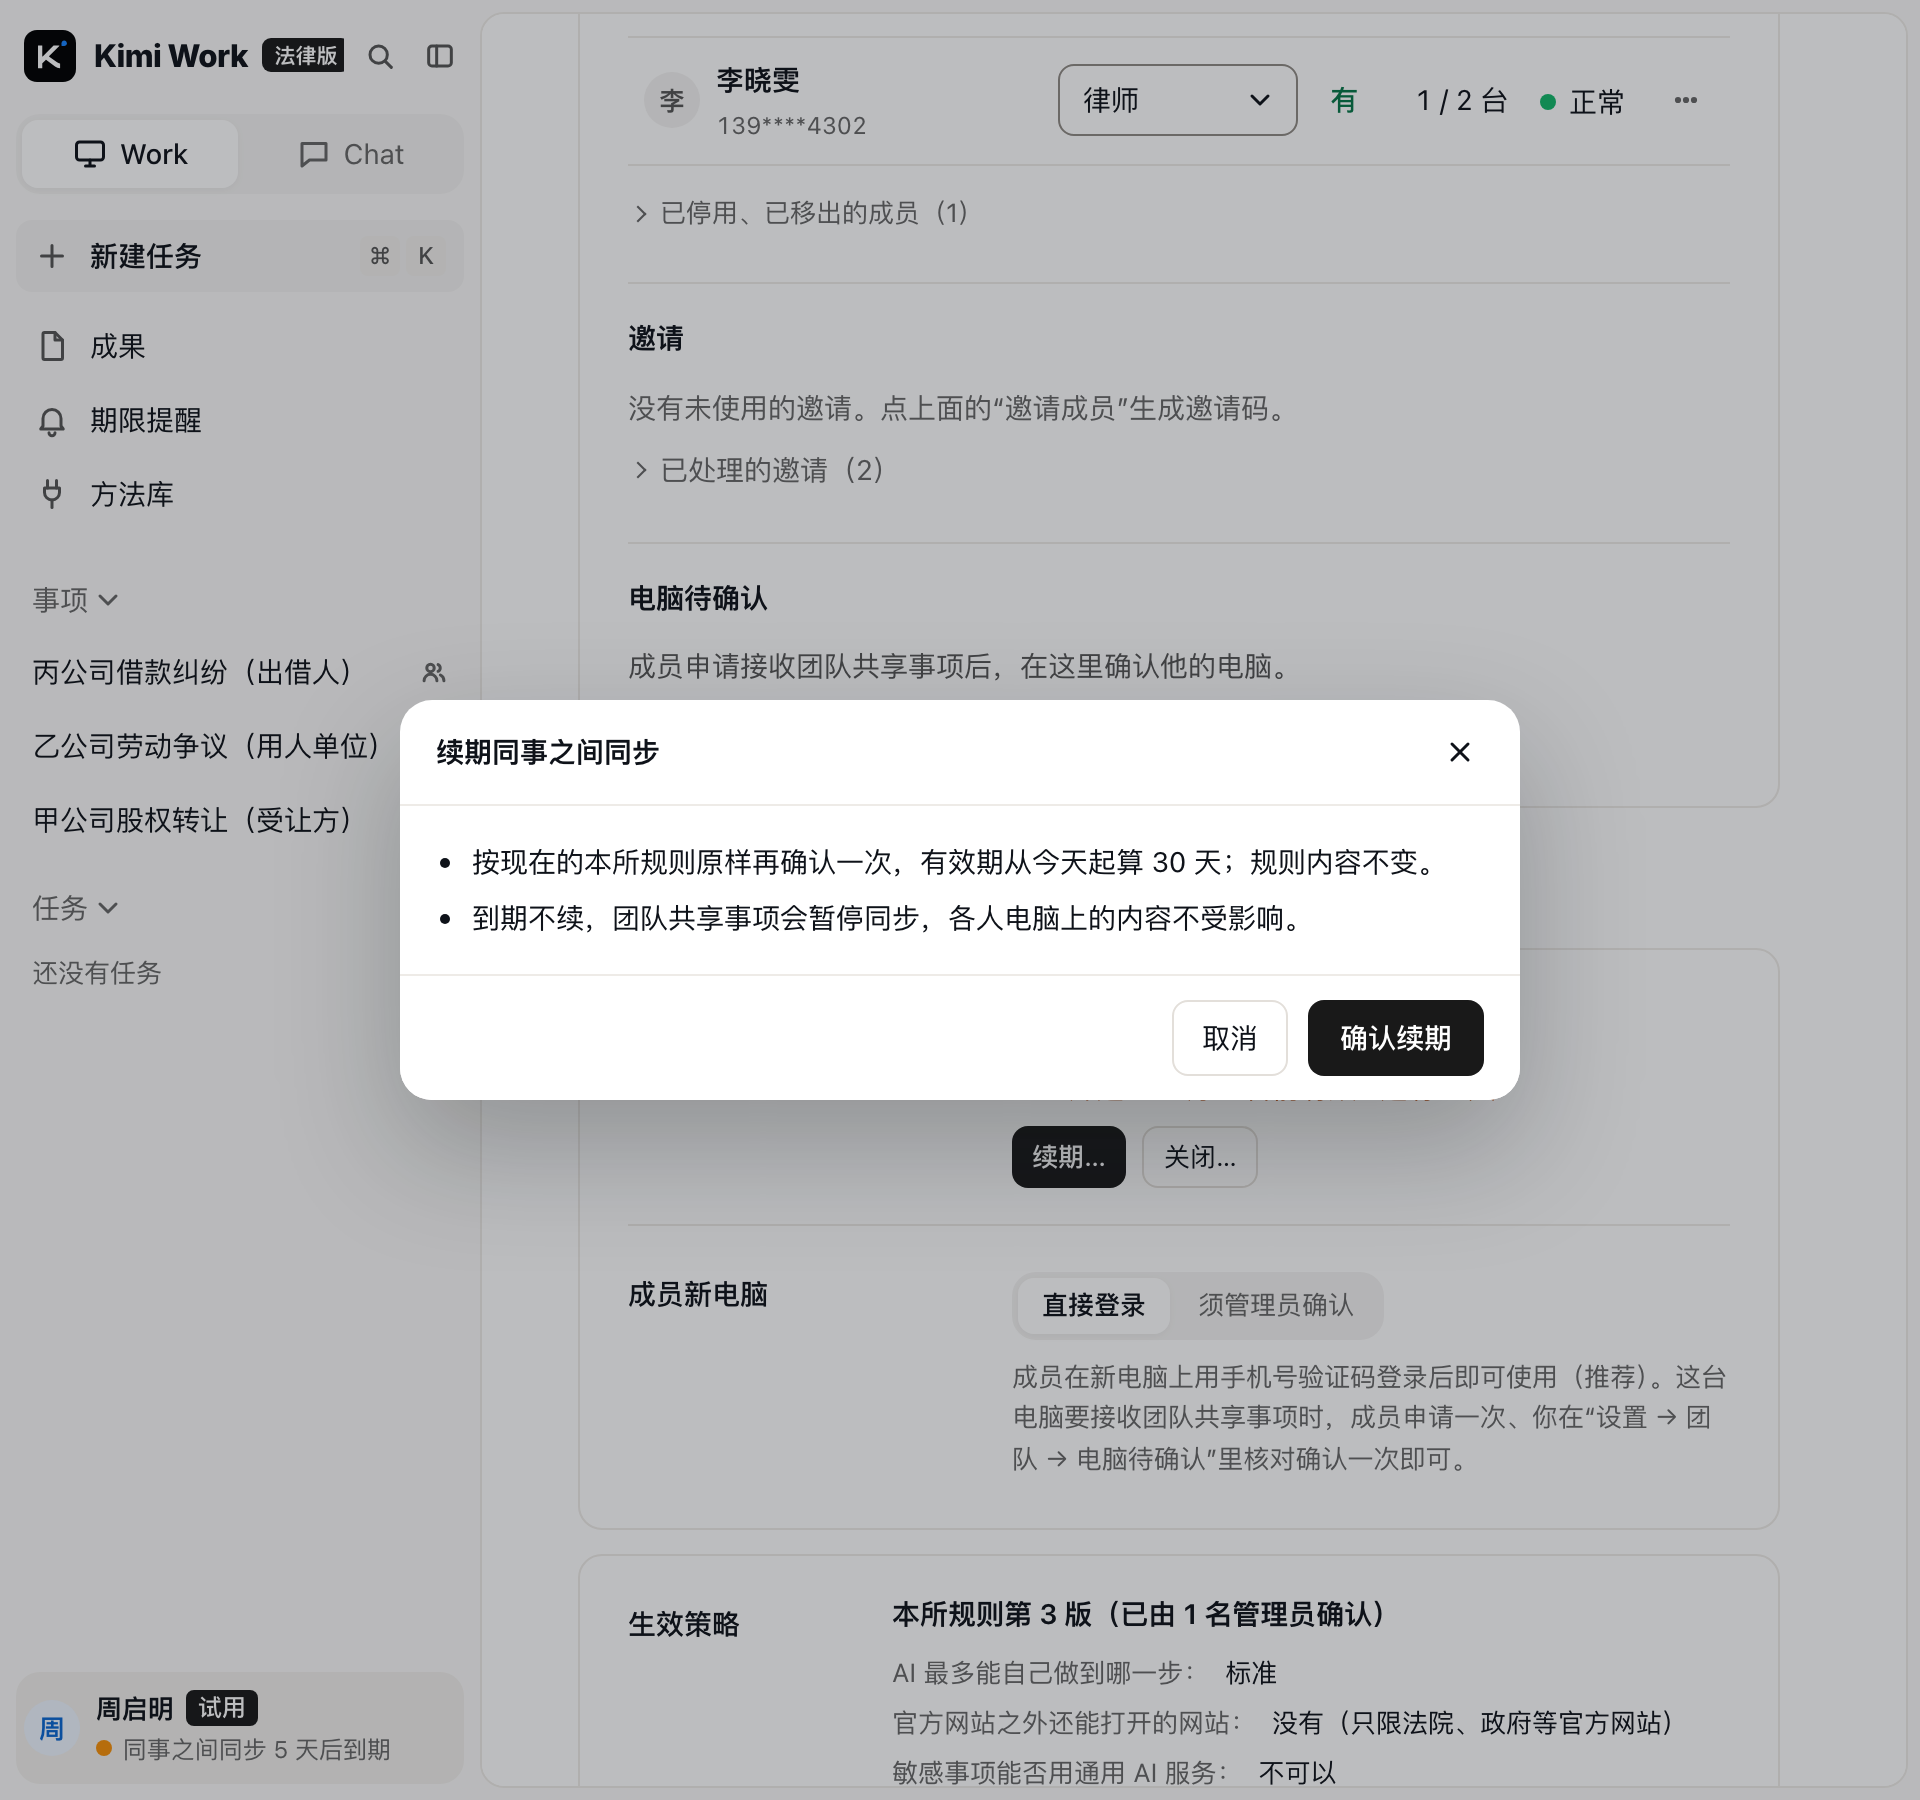 Kimi Work 法律版
Work
Chat
新建任务 ⌘ K
成果
期限提醒
方法库
事项
丙公司借款纠纷（出借人）
乙公司劳动争议（用人单位）
甲公司股权转让（受让方）
任务
还没有任务
周 周启明 试用
同事之间同步 5 天后到期
李 李晓雯
139****4302
律师
有
1 / 2 台
正常
已停用、已移出的成员（1）
邀请
没有未使用的邀请。点上面的“邀请成员”生成邀请码。
已处理的邀请（2）
电脑待确认
成员申请接收团队共享事项后，在这里确认他的电脑。
续期同事之间同步
按现在的本所规则原样再确认一次，有效期从今天起算 30 天；规则内容不变。
到期不续，团队共享事项会暂停同步，各人电脑上的内容不受影响。
取消
确认续期
续期...
关闭...
成员新电脑
直接登录
须管理员确认
成员在新电脑上用手机号验证码登录后即可使用（推荐）。这台
电脑要接收团队共享事项时，成员申请一次、你在“设置 → 团
队 → 电脑待确认”里核对确认一次即可。
生效策略
本所规则第 3 版（已由 1 名管理员确认）
AI 最多能自己做到哪一步： 标准
官方网站之外还能打开的网站： 没有（只限法院、政府等官方网站）
敏感事项能否用通用 AI 服务： 不可以